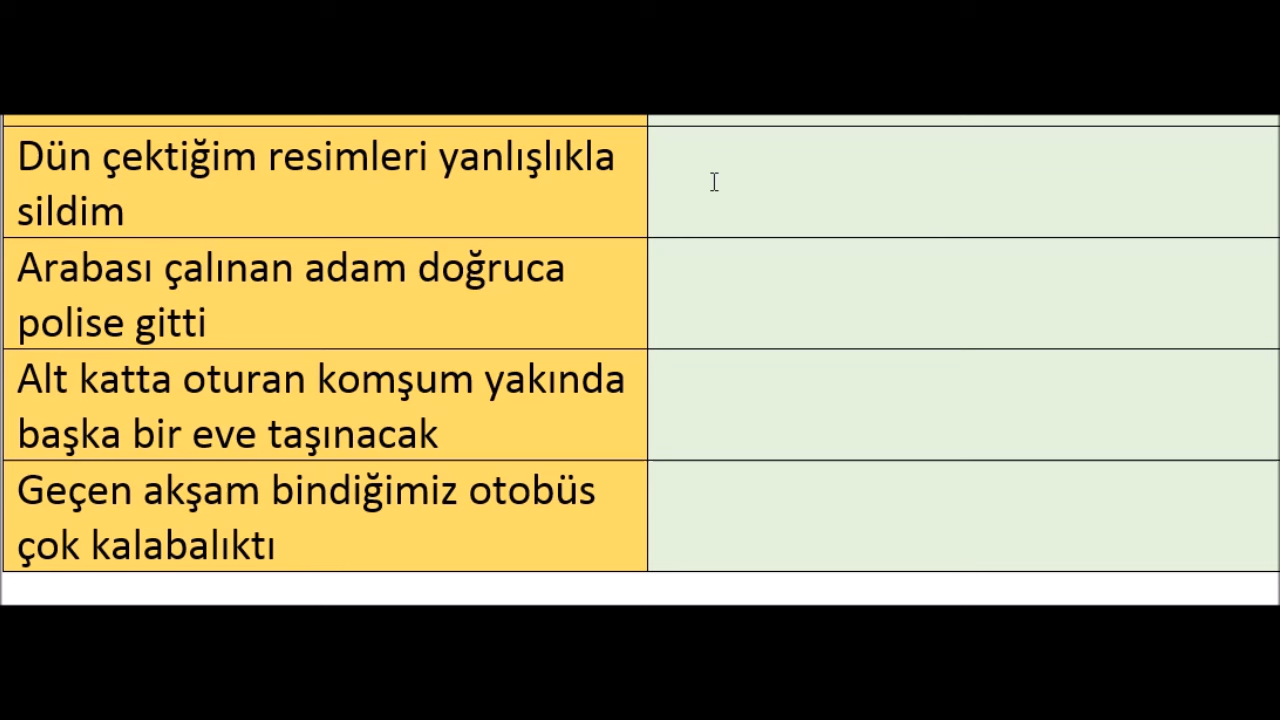 Dün çektiğim resimleri yanlışlıkla
sildim
Arabası çalınan adam doğruca
polise gitti
Alt katta oturan komşum yakında
başka bir eve taşınacak
Geçen akşam bindiğimiz otobüs
çok kalabalıktı